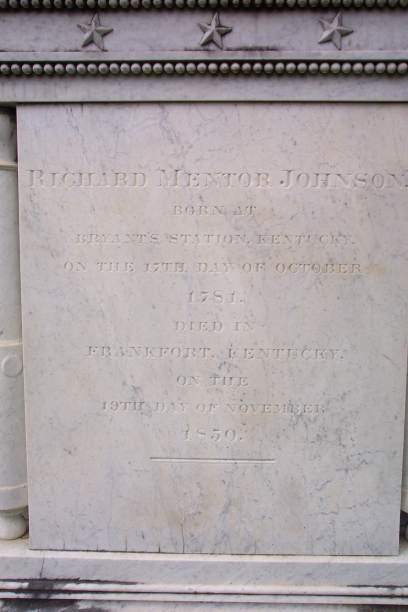 RICHARD MENTOR JOHNSON,
BORN AT
BRYANT'S STATION, KENTUCKY,
ON THE 17TH DAY OF OCTOBER
1781.
DIED IN
FRANKFORT, KENTUCKY,
ON THE
19TH DAY OF NOVEMBER
1850.